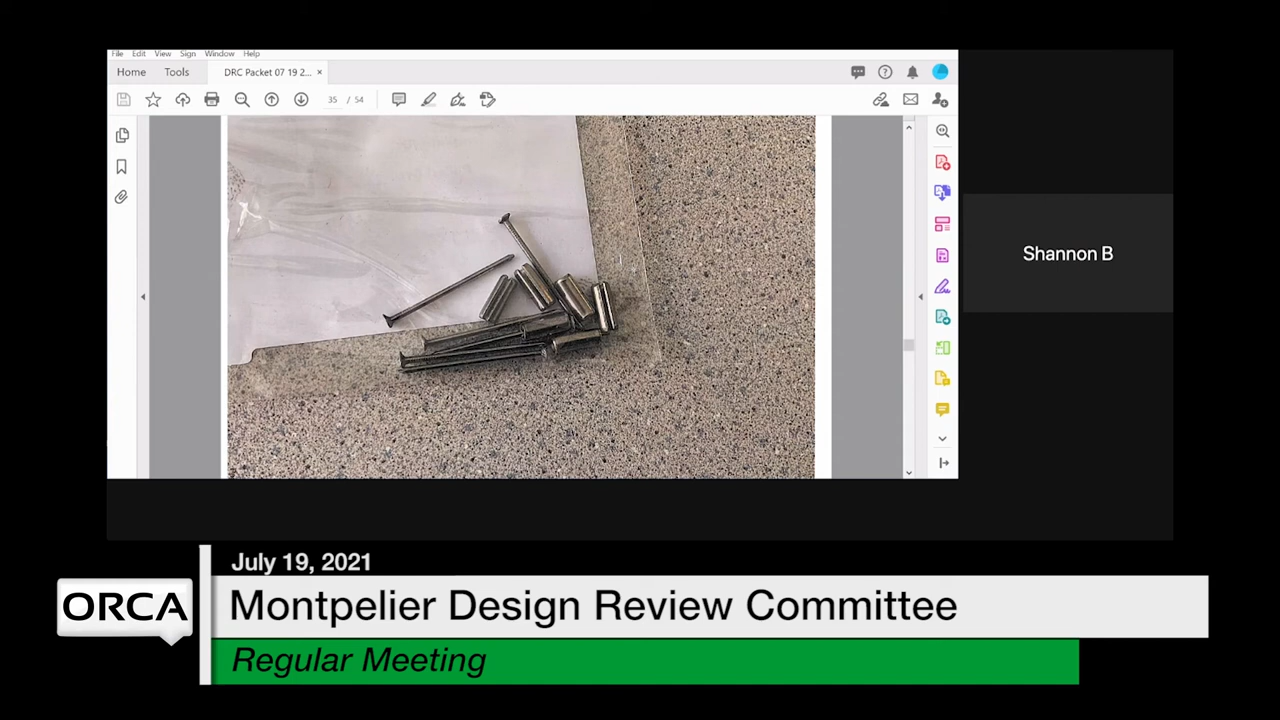 File Edit View Sign Window Help
Home Tools DRC Packet 07 19 2... ×
35 / 54
Shannon B
July 19, 2021
ORCA
Montpelier Design Review Committee
Regular Meeting